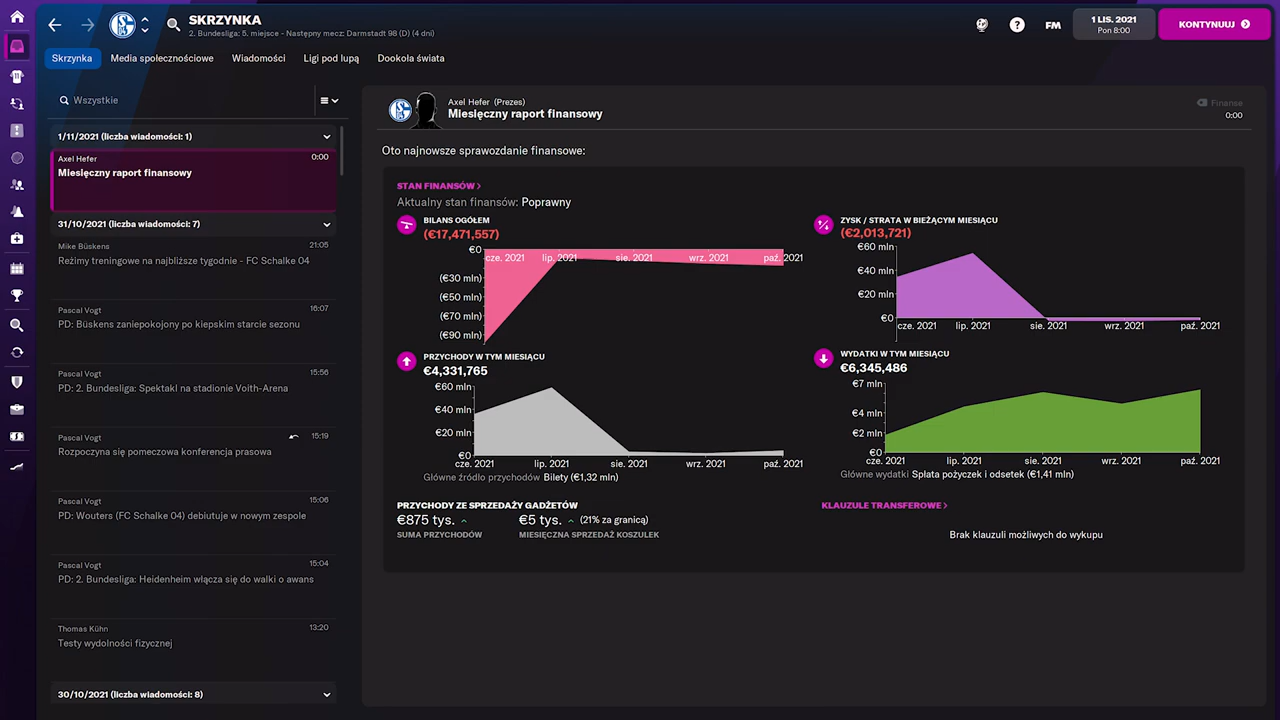 SKRZYNKA
2. Bundesliga: 5. miejsce - Następny mecz: Darmstadt 98 (D) (4 dni)
?
FM
1 LIS. 2021
Pon 8:00
KONTYNUUJ
Skrzynka
Media społecznościowe
Wiadomości
Ligi pod lupą
Dookoła świata
Wszystkie
1/11/2021 (liczba wiadomości: 1)
Axel Hefer 0:00
Miesięczny raport finansowy
31/10/2021 (liczba wiadomości: 7)
Mike Büskens 21:05
Reżimy treningowe na najbliższe tygodnie - FC Schalke 04
Pascal Vogt 16:07
PD: Büskens zaniepokojony po kiepskim starcie sezonu
Pascal Vogt 15:56
PD: 2. Bundesliga: Spektakl na stadionie Voith-Arena
Pascal Vogt 15:19
Rozpoczyna się pomeczowa konferencja prasowa
Pascal Vogt 15:06
PD: Wouters (FC Schalke 04) debiutuje w nowym zespole
Pascal Vogt 15:04
PD: 2. Bundesliga: Heidenheim włącza się do walki o awans
Thomas Kühn 13:20
Testy wydolności fizycznej
30/10/2021 (liczba wiadomości: 8)
Axel Hefer (Prezes)
Miesięczny raport finansowy
Finanse
0:00
Oto najnowsze sprawozdanie finansowe:
STAN FINANSÓW >
Aktualny stan finansów: Poprawny
BILANS OGÓŁEM
(€17,471,557)
€0
(€30 mln)
(€50 mln)
(€70 mln)
(€90 mln)
cze. 2021 lip. 2021 sie. 2021 wrz. 2021 paź. 2021
ZYSK / STRATA W BIEŻĄCYM MIESIĄCU
(€2,013,721)
€60 mln
€40 mln
€20 mln
€0
cze. 2021 lip. 2021 sie. 2021 wrz. 2021 paź. 2021
PRZYCHODY W TYM MIESIĄCU
€4,331,765
€60 mln
€40 mln
€20 mln
€0
cze. 2021 lip. 2021 sie. 2021 wrz. 2021 paź. 2021
Główne źródło przychodów Bilety (€1,32 mln)
WYDATKI W TYM MIESIĄCU
€6,345,486
€7 mln
€4 mln
€2 mln
€0
cze. 2021 lip. 2021 sie. 2021 wrz. 2021 paź. 2021
Główne wydatki Spłata pożyczek i odsetek (€1,41 mln)
PRZYCHODY ZE SPRZEDAŻY GADŻETÓW
€875 tys. €5 tys. (21% za granicą)
SUMA PRZYCHODÓW MIESIĘCZNA SPRZEDAŻ KOSZULEK
KLAUZULE TRANSFEROWE >
Brak klauzuli możliwych do wykupu